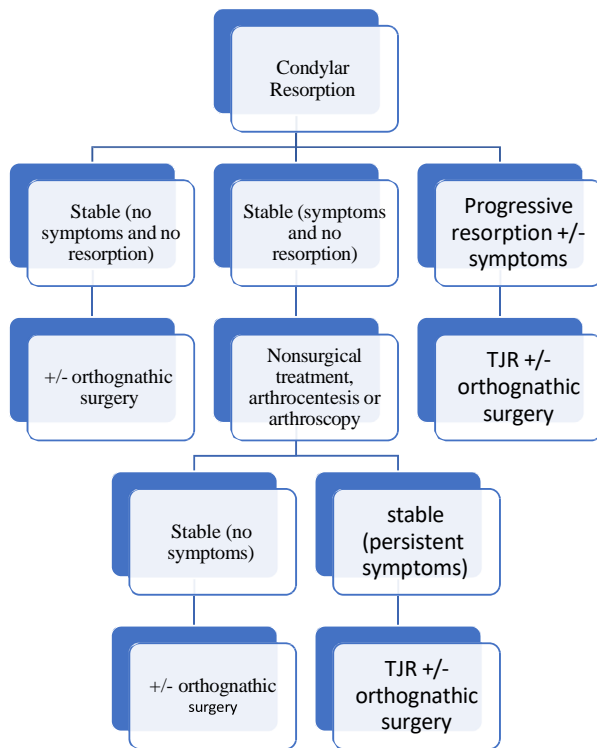 Condylar
Resorption
Stable (no
symptoms and no
resorption)
Stable (symptoms
and no
resorption)
Progressive
resorption +/-
symptoms
+/- orthognathic
surgery
Nonsurgical
treatment,
arthrocentesis or
arthroscopy
TJR +/-
orthognathic
surgery
Stable (no
symptoms)
stable
(persistent
symptoms)
+/- orthognathic
surgery
TJR +/-
orthognathic
surgery